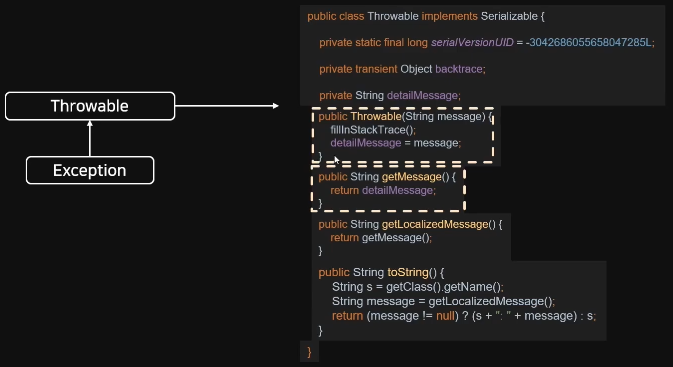 Throwable
Exception
public class Throwable implements Serializable {
private static final long serialVersionUID = -3042686055658047285L;
private transient Object backtrace;
private String detailMessage;
public Throwable(String message) {
fillInStackTrace();
detailMessage = message;
}
public String getMessage() {
return detailMessage;
}
public String getLocalizedMessage() {
return getMessage();
}
public String toString() {
String s = getClass().getName();
String message = getLocalizedMessage();
return (message != null) ? (s + ": " + message) : s;
}
}